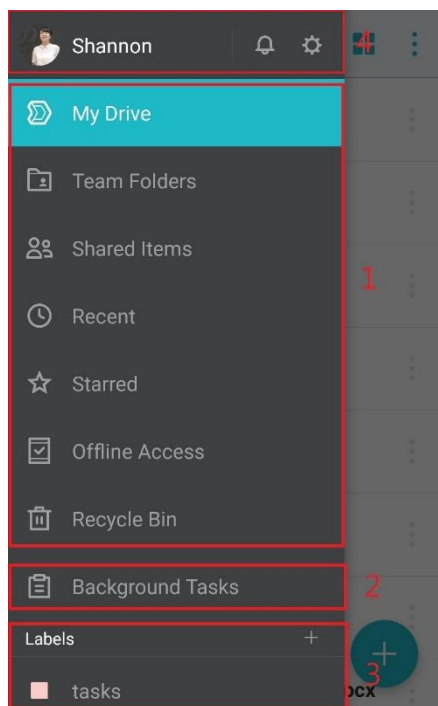 Shannon
4
My Drive
Team Folders
Shared Items
1
Recent
Starred
Offline Access
Recycle Bin
Background Tasks
2
Labels +
3
tasks
ocx